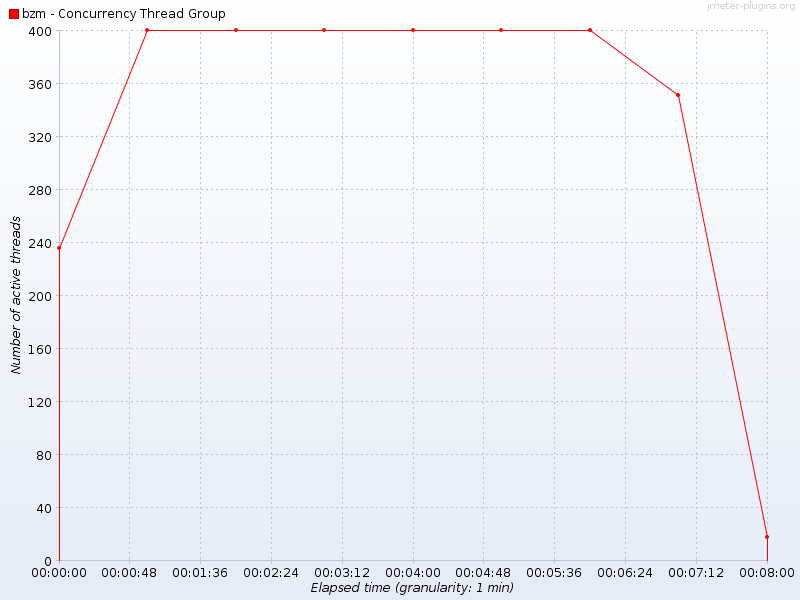 jmeter-plugins.org
bzm - Concurrency Thread Group
400
360
320
280
240
200
160
120
80
40
0
Number of active threads
00:00:00 00:00:48 00:01:36 00:02:24 00:03:12 00:04:00 00:04:48 00:05:36 00:06:24 00:07:12 00:08:00
Elapsed time (granularity: 1 min)